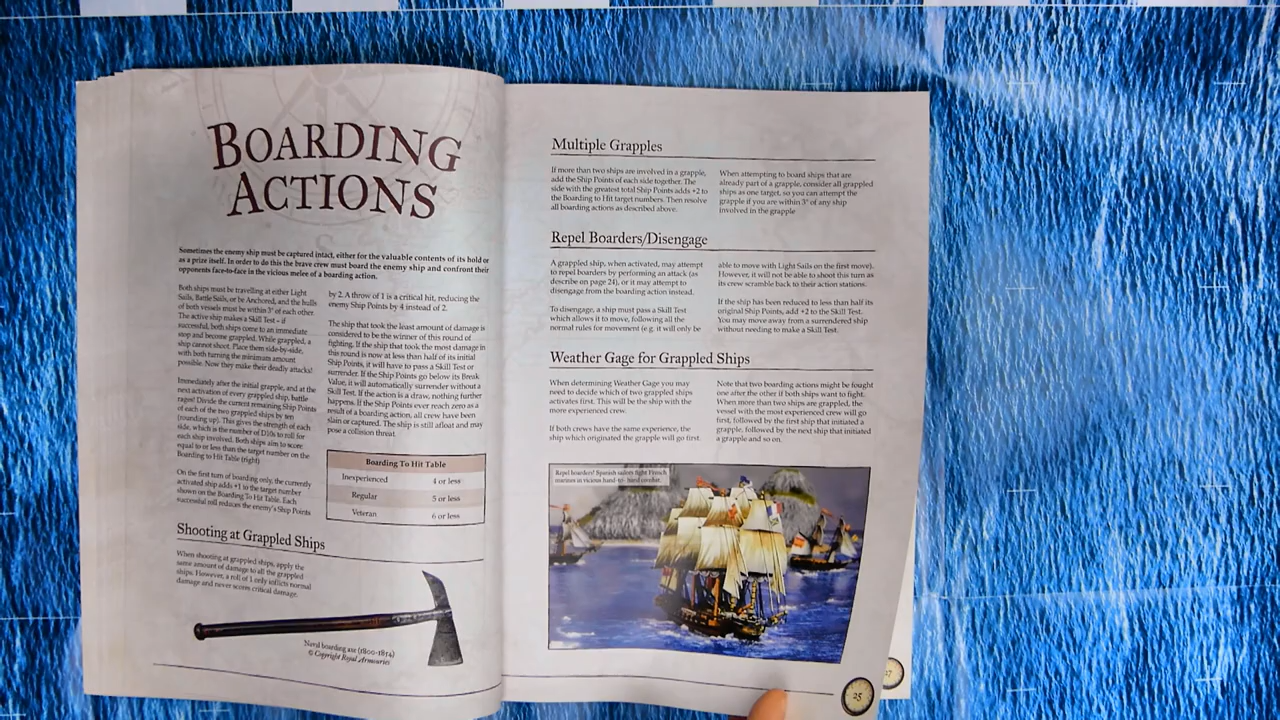 BOARDING
ACTIONS
Sometimes the enemy ship must be captured intact, either for the valuable contents of its hold or
as a prize itself. In order to do this the brave crew must board the enemy ship and confront their
opponents face-to-face in the vicious melee of a boarding action.
Both ships must be travelling at either Light
Sails, Battle Sails, or be Anchored, and the hulls
of both vessels must be within 3" of each other.
The active ship makes a Skill Test – if
successful, both ships come to an immediate
stop and become grappled. While grappled, a
ship cannot shoot. Place them side-by-side,
with both turning the minimum amount
possible. Now they make their deadly attacks!
Immediately after the initial grapple, and at the
next activation of every grappled ship, battle
rages! Divide the current remaining Ship Points
of each of the two grappled ships by ten
(rounding up). This gives the strength of each
side, which is the number of D10s to roll for
each ship involved. Both ships aim to score
equal to or less than the target number on the
Boarding to Hit Table (right)
On the first turn of boarding only, the currently
activated ship adds +1 to the target number
shown on the Boarding To Hit Table. Each
successful roll reduces the enemy's Ship Points
by 2. A throw of 1 is a critical hit, reducing the
enemy Ship Points by 4 instead of 2.
The ship that took the least amount of damage is
considered to be the winner of this round of
fighting. If the ship that took the most damage in
this round is now at less than half of its initial
Ship Points, it will have to pass a Skill Test or
surrender. If the Ship Points go below its Break
Value, it will automatically surrender without a
Skill Test. If the action is a draw, nothing further
happens. If the Ship Points ever reach zero as a
result of a boarding action, all crew have been
slain or captured. The ship is still afloat and may
pose a collision threat.
Boarding To Hit Table
Inexperienced 4 or less
Regular 5 or less
Veteran 6 or less
Shooting at Grappled Ships
When shooting at grappled ships, apply the
same amount of damage to all the grappled
ships. However, a roll of 1 only inflicts normal
damage and never scores critical damage.
Naval boarding axe (1800-1854)
© Copyright Royal Armouries
Multiple Grapples
If more than two ships are involved in a grapple,
add the Ship Points of each side together. The
side with the greatest total Ship Points adds +2 to
the Boarding to Hit target numbers. Then resolve
all boarding actions as described above.
When attempting to board ships that are
already part of a grapple, consider all grappled
ships as one target, so you can attempt the
grapple if you are within 3" of any ship
involved in the grapple
Repel Boarders/Disengage
A grappled ship, when activated, may attempt
to repel boarders by performing an attack (as
describe on page 24), or it may attempt to
disengage from the boarding action instead.
To disengage, a ship must pass a Skill Test
which allows it to move, following all the
normal rules for movement (e.g. it will only be
able to move with Light Sails on the first move).
However, it will not be able to shoot this turn as
its crew scramble back to their action stations.
If the ship has been reduced to less than half its
original Ship Points, add +2 to the Skill Test.
You may move away from a surrendered ship
without needing to make a Skill Test.
Weather Gage for Grappled Ships
When determining Weather Gage you may
need to decide which of two grappled ships
activates first. This will be the ship with the
more experienced crew.
If both crews have the same experience, the
ship which originated the grapple will go first.
Note that two boarding actions might be fought
one after the other if both ships want to fight.
When more than two ships are grappled, the
vessel with the most experienced crew will go
first, followed by the first ship that initiated a
grapple, followed by the next ship that initiated
a grapple and so on.
Repel boarders! Spanish sailors fight French
marines in vicious hand-to-hand combat.
25
27